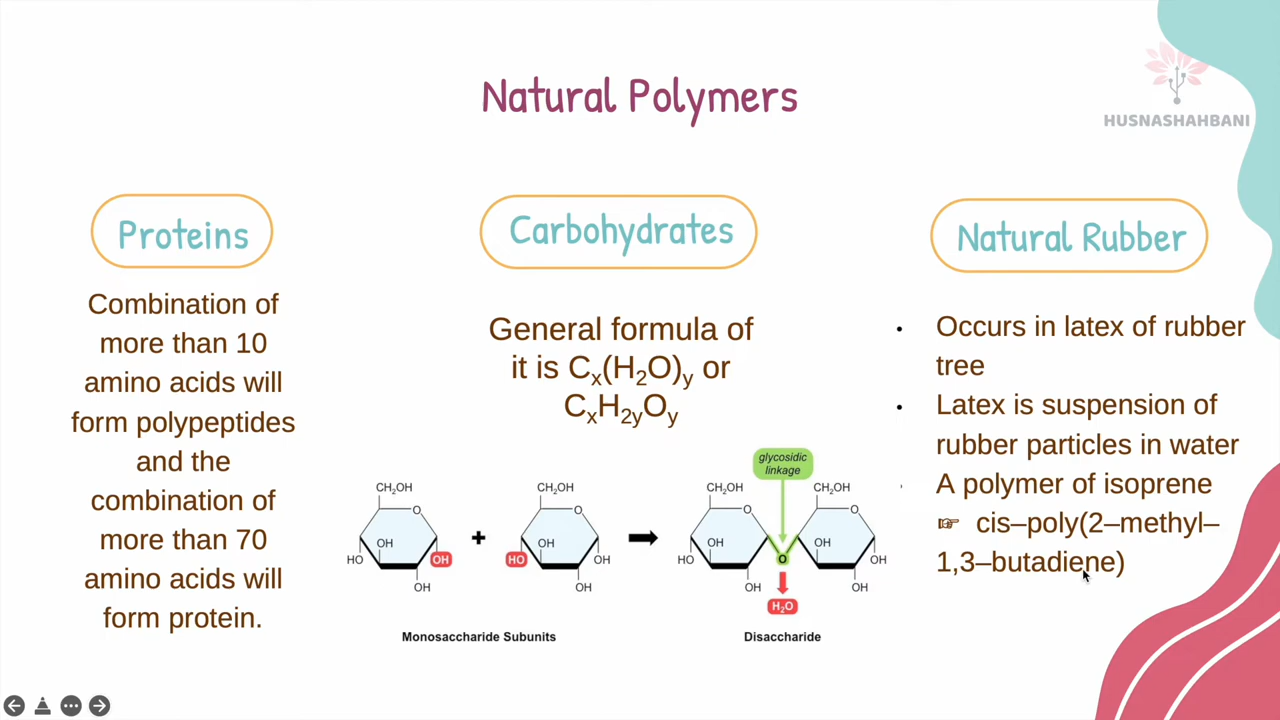 Natural Polymers
HUSNASHAHBANI
Proteins
Combination of
more than 10
amino acids will
form polypeptides
and the
combination of
more than 70
amino acids will
form protein.
Carbohydrates
General formula of
it is Cₓ(H₂O)y or
CₓH₂yOy
glycosidic
linkage
CH₂OH
CH₂OH
CH₂OH
CH₂OH
O
O
O
O
OH
OH
OH
OH
HO
OH
HO
OH
HO
O
OH
OH
OH
OH
OH
H₂O
+
Monosaccharide Subunits
Disaccharide
Natural Rubber
• Occurs in latex of rubber
tree
• Latex is suspension of
rubber particles in water
A polymer of isoprene
☞ cis–poly(2–methyl–
1,3–butadiene)